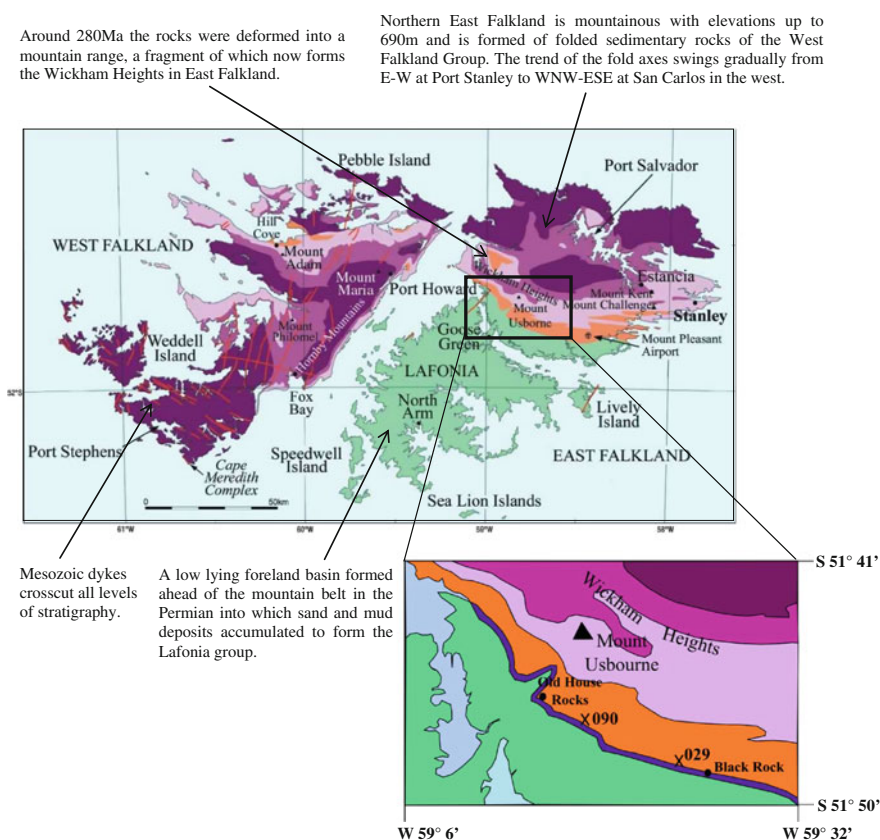 Around 280Ma the rocks were deformed into a
mountain range, a fragment of which now forms
the Wickham Heights in East Falkland.
Northern East Falkland is mountainous with elevations up to
690m and is formed of folded sedimentary rocks of the West
Falkland Group. The trend of the fold axes swings gradually from
E-W at Port Stanley to WNW-ESE at San Carlos in the west.
Pebble Island
Port Salvador
WEST FALKLAND
Hill
Cove
Mount
Adam
Mount
Maria
Port Howard
Wickham Heights
Estancia
Mount Kent
Mount Challenger
Stanley
Mount
Usborne
Mount
Philomel
Hornby Mountains
Goose
Green
Mount Pleasant
Airport
Weddell
Island
LAFONIA
52°S
Fox
Bay
North
Arm
Lively
Island
Port Stephens
Speedwell
Island
EAST FALKLAND
Cape
Meredith
Complex
Sea Lion Islands
0 50km
61°W 60°W 59°W 58°W
Mesozoic dykes
crosscut all levels
of stratigraphy.
A low lying foreland basin formed
ahead of the mountain belt in the
Permian into which sand and mud
deposits accumulated to form the
Lafonia group.
S 51° 41'
Wickham
Heights
Mount
Usbourne
Old House
Rocks
X090
X029
Black Rock
S 51° 50'
W 59° 6' W 59° 32'